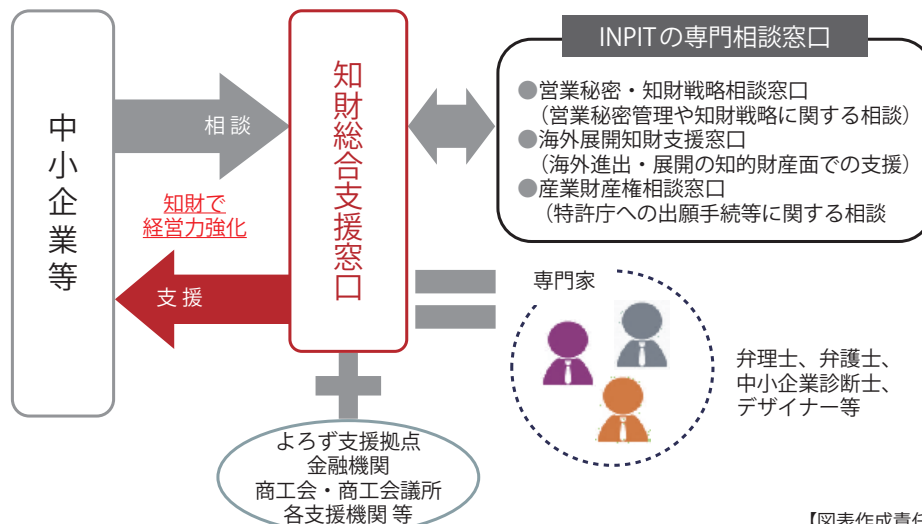 中小企業等
相談
知財で
経営力強化
支援
知財総合支援窓口
INPITの専門相談窓口
●営業秘密・知財戦略相談窓口
（営業秘密管理や知財戦略に関する相談）
●海外展開知財支援窓口
（海外進出・展開の知的財産面での支援）
●産業財産権相談窓口
（特許庁への出願手続等に関する相談
専門家
弁理士、弁護士、
中小企業診断士、
デザイナー等
よろず支援拠点
金融機関
商工会・商工会議所
各支援機関 等
【図表作成責任